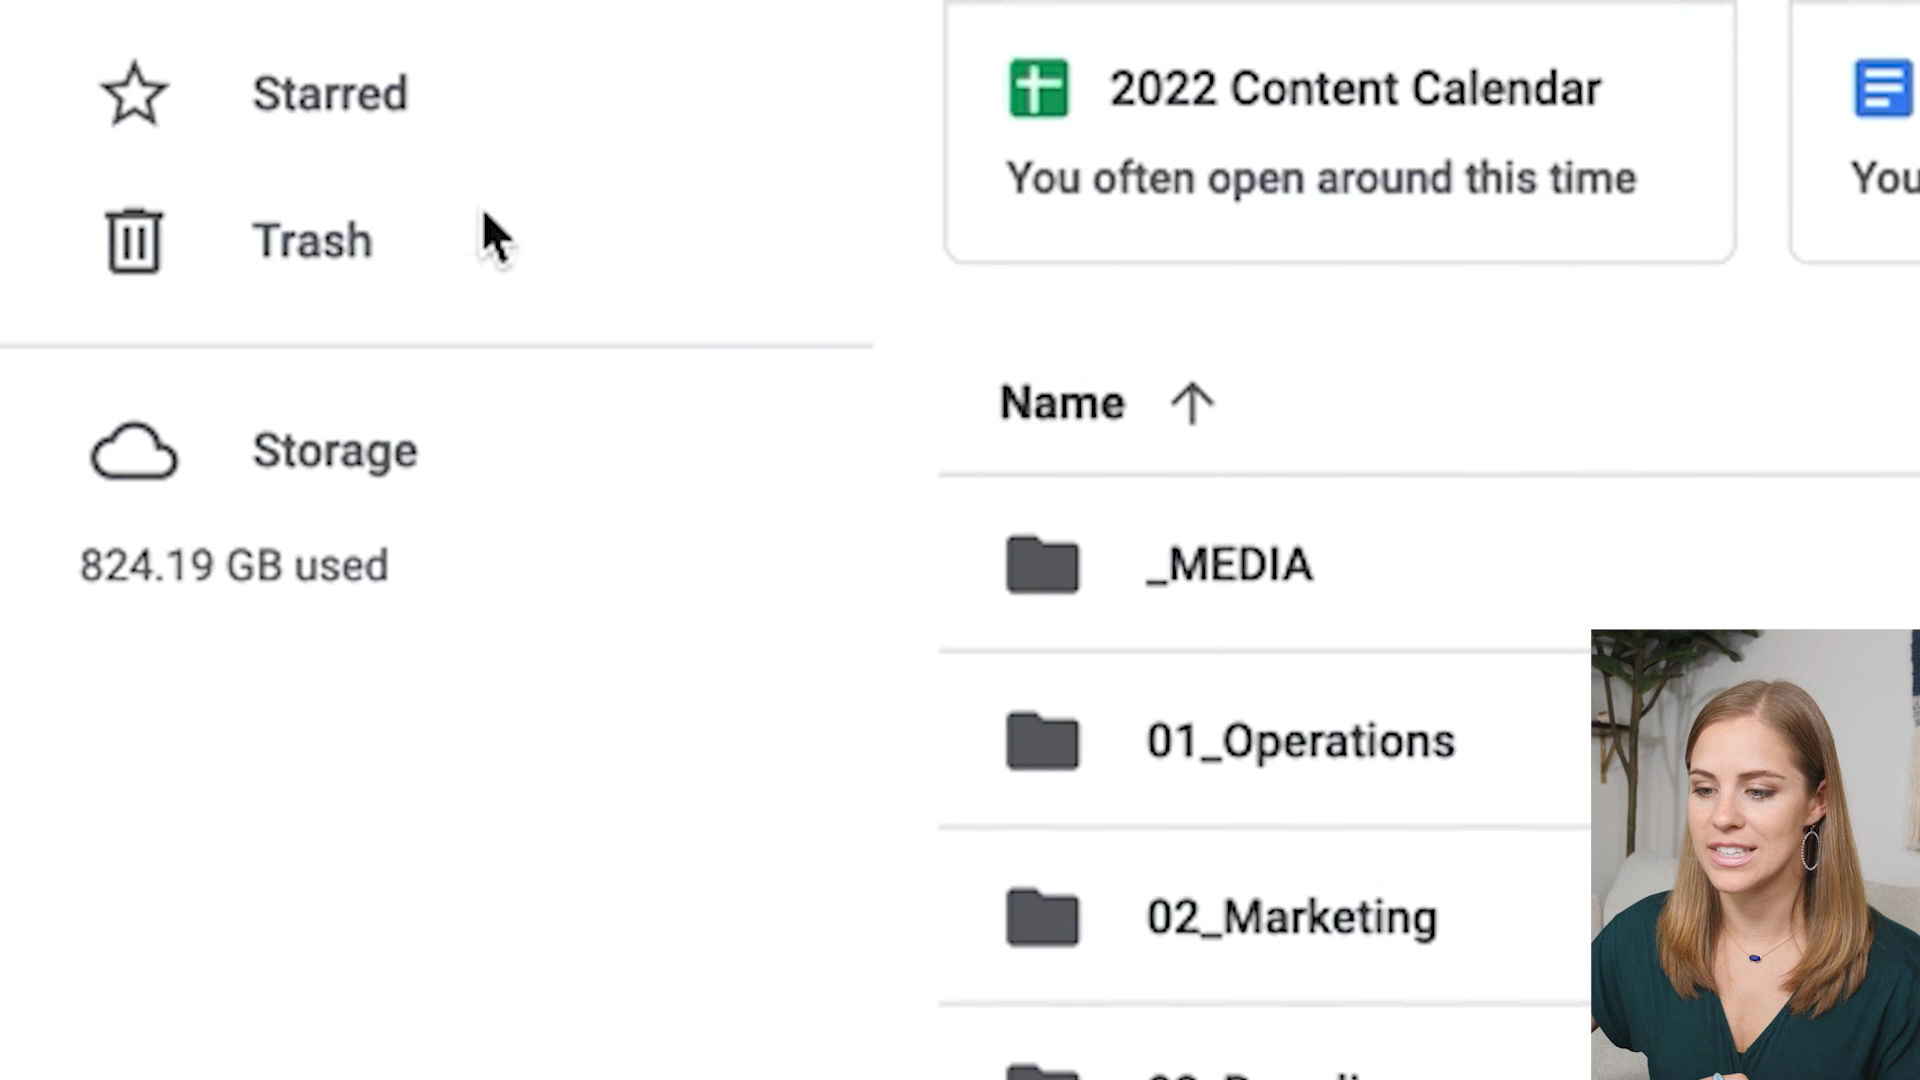 Starred
Trash
Storage
824.19 GB used
2022 Content Calendar
You often open around this time
You
Name
_MEDIA
01_Operations
02_Marketing